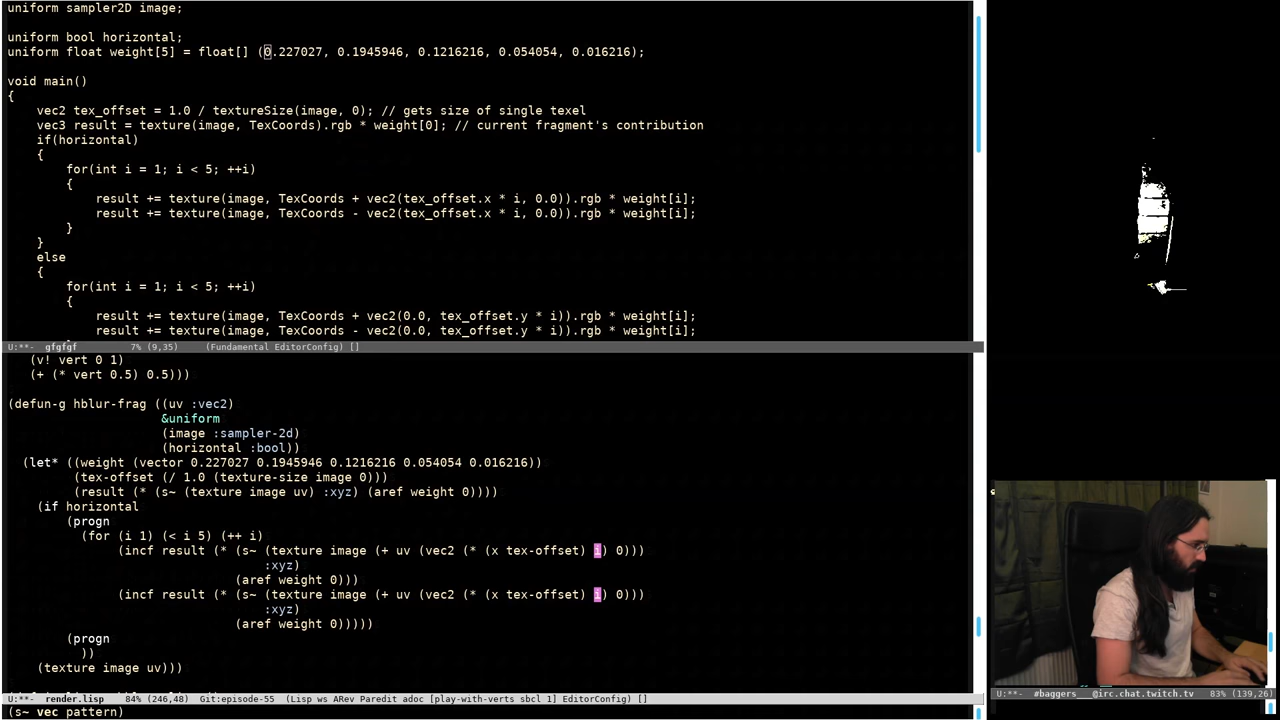 uniform sampler2D image;
uniform bool horizontal;
uniform float weight[5] = float[] (0.227027, 0.1945946, 0.1216216, 0.054054, 0.016216);
void main()
{
    vec2 tex_offset = 1.0 / textureSize(image, 0); // gets size of single texel
    vec3 result = texture(image, TexCoords).rgb * weight[0]; // current fragment's contribution
    if(horizontal)
    {
        for(int i = 1; i < 5; ++i)
        {
            result += texture(image, TexCoords + vec2(tex_offset.x * i, 0.0)).rgb * weight[i];
            result += texture(image, TexCoords - vec2(tex_offset.x * i, 0.0)).rgb * weight[i];
        }
    }
    else
    {
        for(int i = 1; i < 5; ++i)
        {
            result += texture(image, TexCoords + vec2(0.0, tex_offset.y * i)).rgb * weight[i];
            result += texture(image, TexCoords - vec2(0.0, tex_offset.y * i)).rgb * weight[i];
U:**-  gfgfgf         7% (9,35)     (Fundamental EditorConfig) []
   (v! vert 0 1)
   (+ (* vert 0.5) 0.5)))
(defun-g hblur-frag ((uv :vec2)
                     &uniform
                     (image :sampler-2d)
                     (horizontal :bool))
  (let* ((weight (vector 0.227027 0.1945946 0.1216216 0.054054 0.016216))
         (tex-offset (/ 1.0 (texture-size image 0)))
         (result (* (s~ (texture image uv) :xyz) (aref weight 0))))
    (if horizontal
        (progn
          (for (i 1) (< i 5) (++ i)
               (incf result (* (s~ (texture image (+ uv (vec2 (* (x tex-offset) i) 0)))
                                   :xyz)
                               (aref weight 0)))
               (incf result (* (s~ (texture image (+ uv (vec2 (* (x tex-offset) i) 0)))
                                   :xyz)
                               (aref weight 0)))))
        (progn
          ))
    (texture image uv)))
U:**-  render.lisp    84% (246,48)   Git:episode-55  (Lisp ws ARev Paredit adoc [play-with-verts sbcl 1] EditorConfig) []
U:**-  #baggers___@irc.chat.twitch.tv   83% (139,26)
(s~ vec pattern)